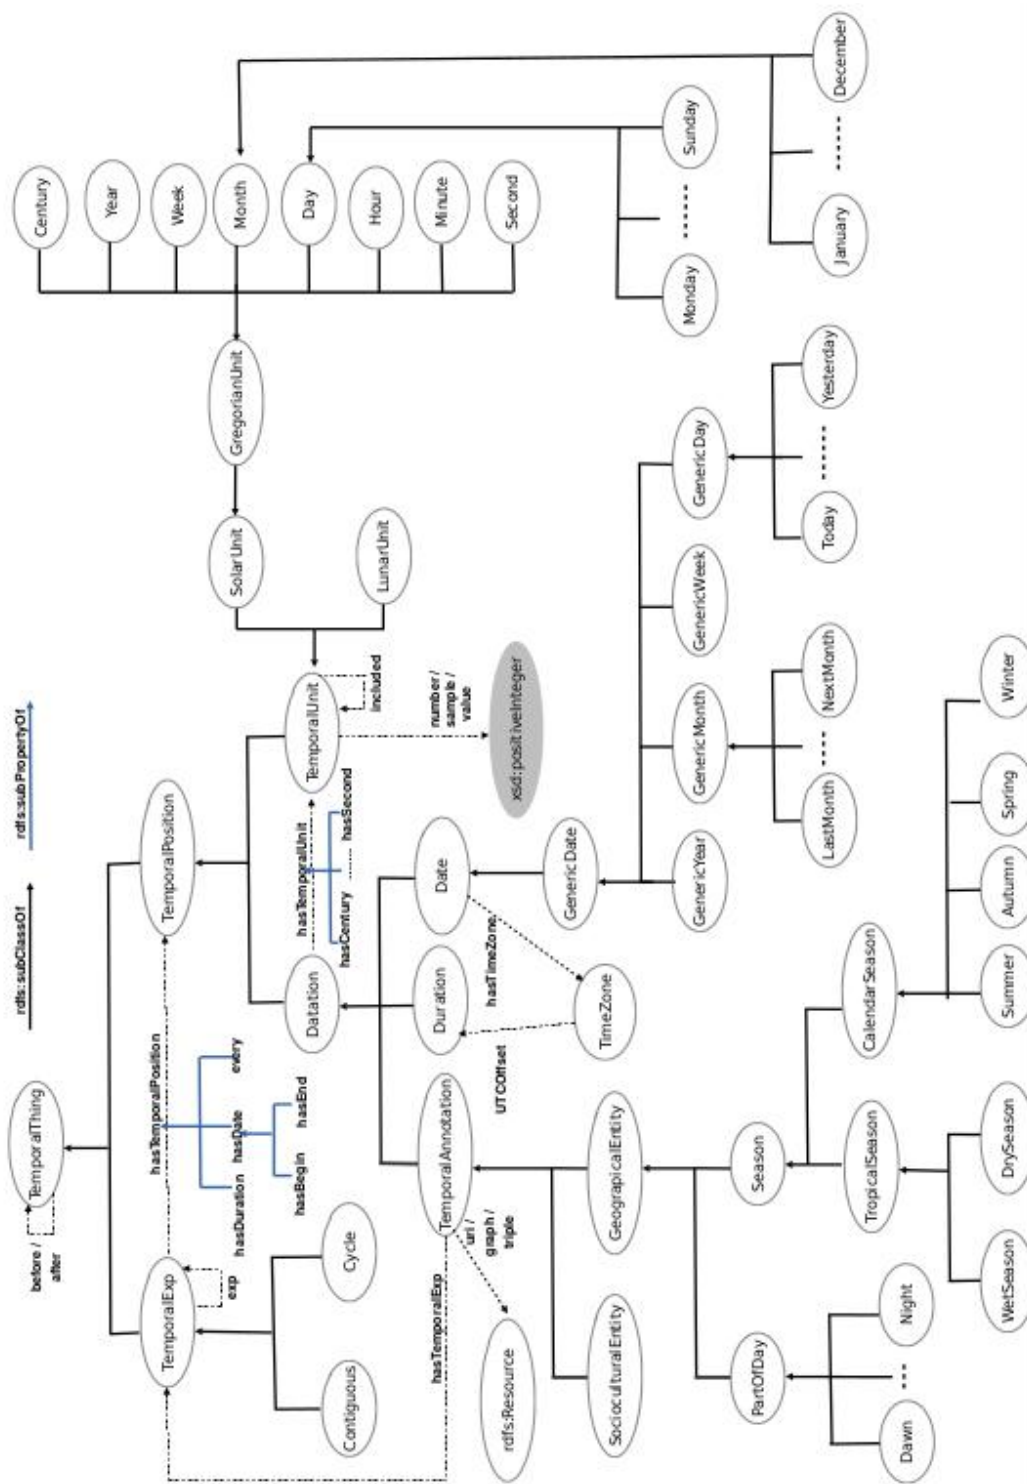 rdfs:subClassOf
rdfs:subPropertyOf
before /
after
TemporalThing
TemporalExp
exp
hasTemporalPosition
TemporalPosition
hasDuration
hasDate
every
hasBegin
hasEnd
Contiguous
Cycle
Datation
hasTemporalUnit
hasCentury
hasSecond
TemporalUnit
included
number /
sample /
value
xsd:positiveInteger
SolarUnit
LunarUnit
GregorianUnit
Century
Year
Week
Month
Day
Hour
Minute
Second
Monday
Sunday
January
December
hasTemporalExp
TemporalAnnotation
Duration
Date
uri /
graph /
triple
rdfs:Resource
UTCOffset
hasTimeZone
TimeZone
GenericDate
SocioculturalEntity
GeograpicalEntity
GenericYear
GenericMonth
GenericWeek
GenericDay
LastMonth
NextMonth
Today
Yesterday
PartOfDay
Season
Dawn
Night
TropicalSeason
CalendarSeason
WetSeason
DrySeason
Summer
Autumn
Spring
Winter